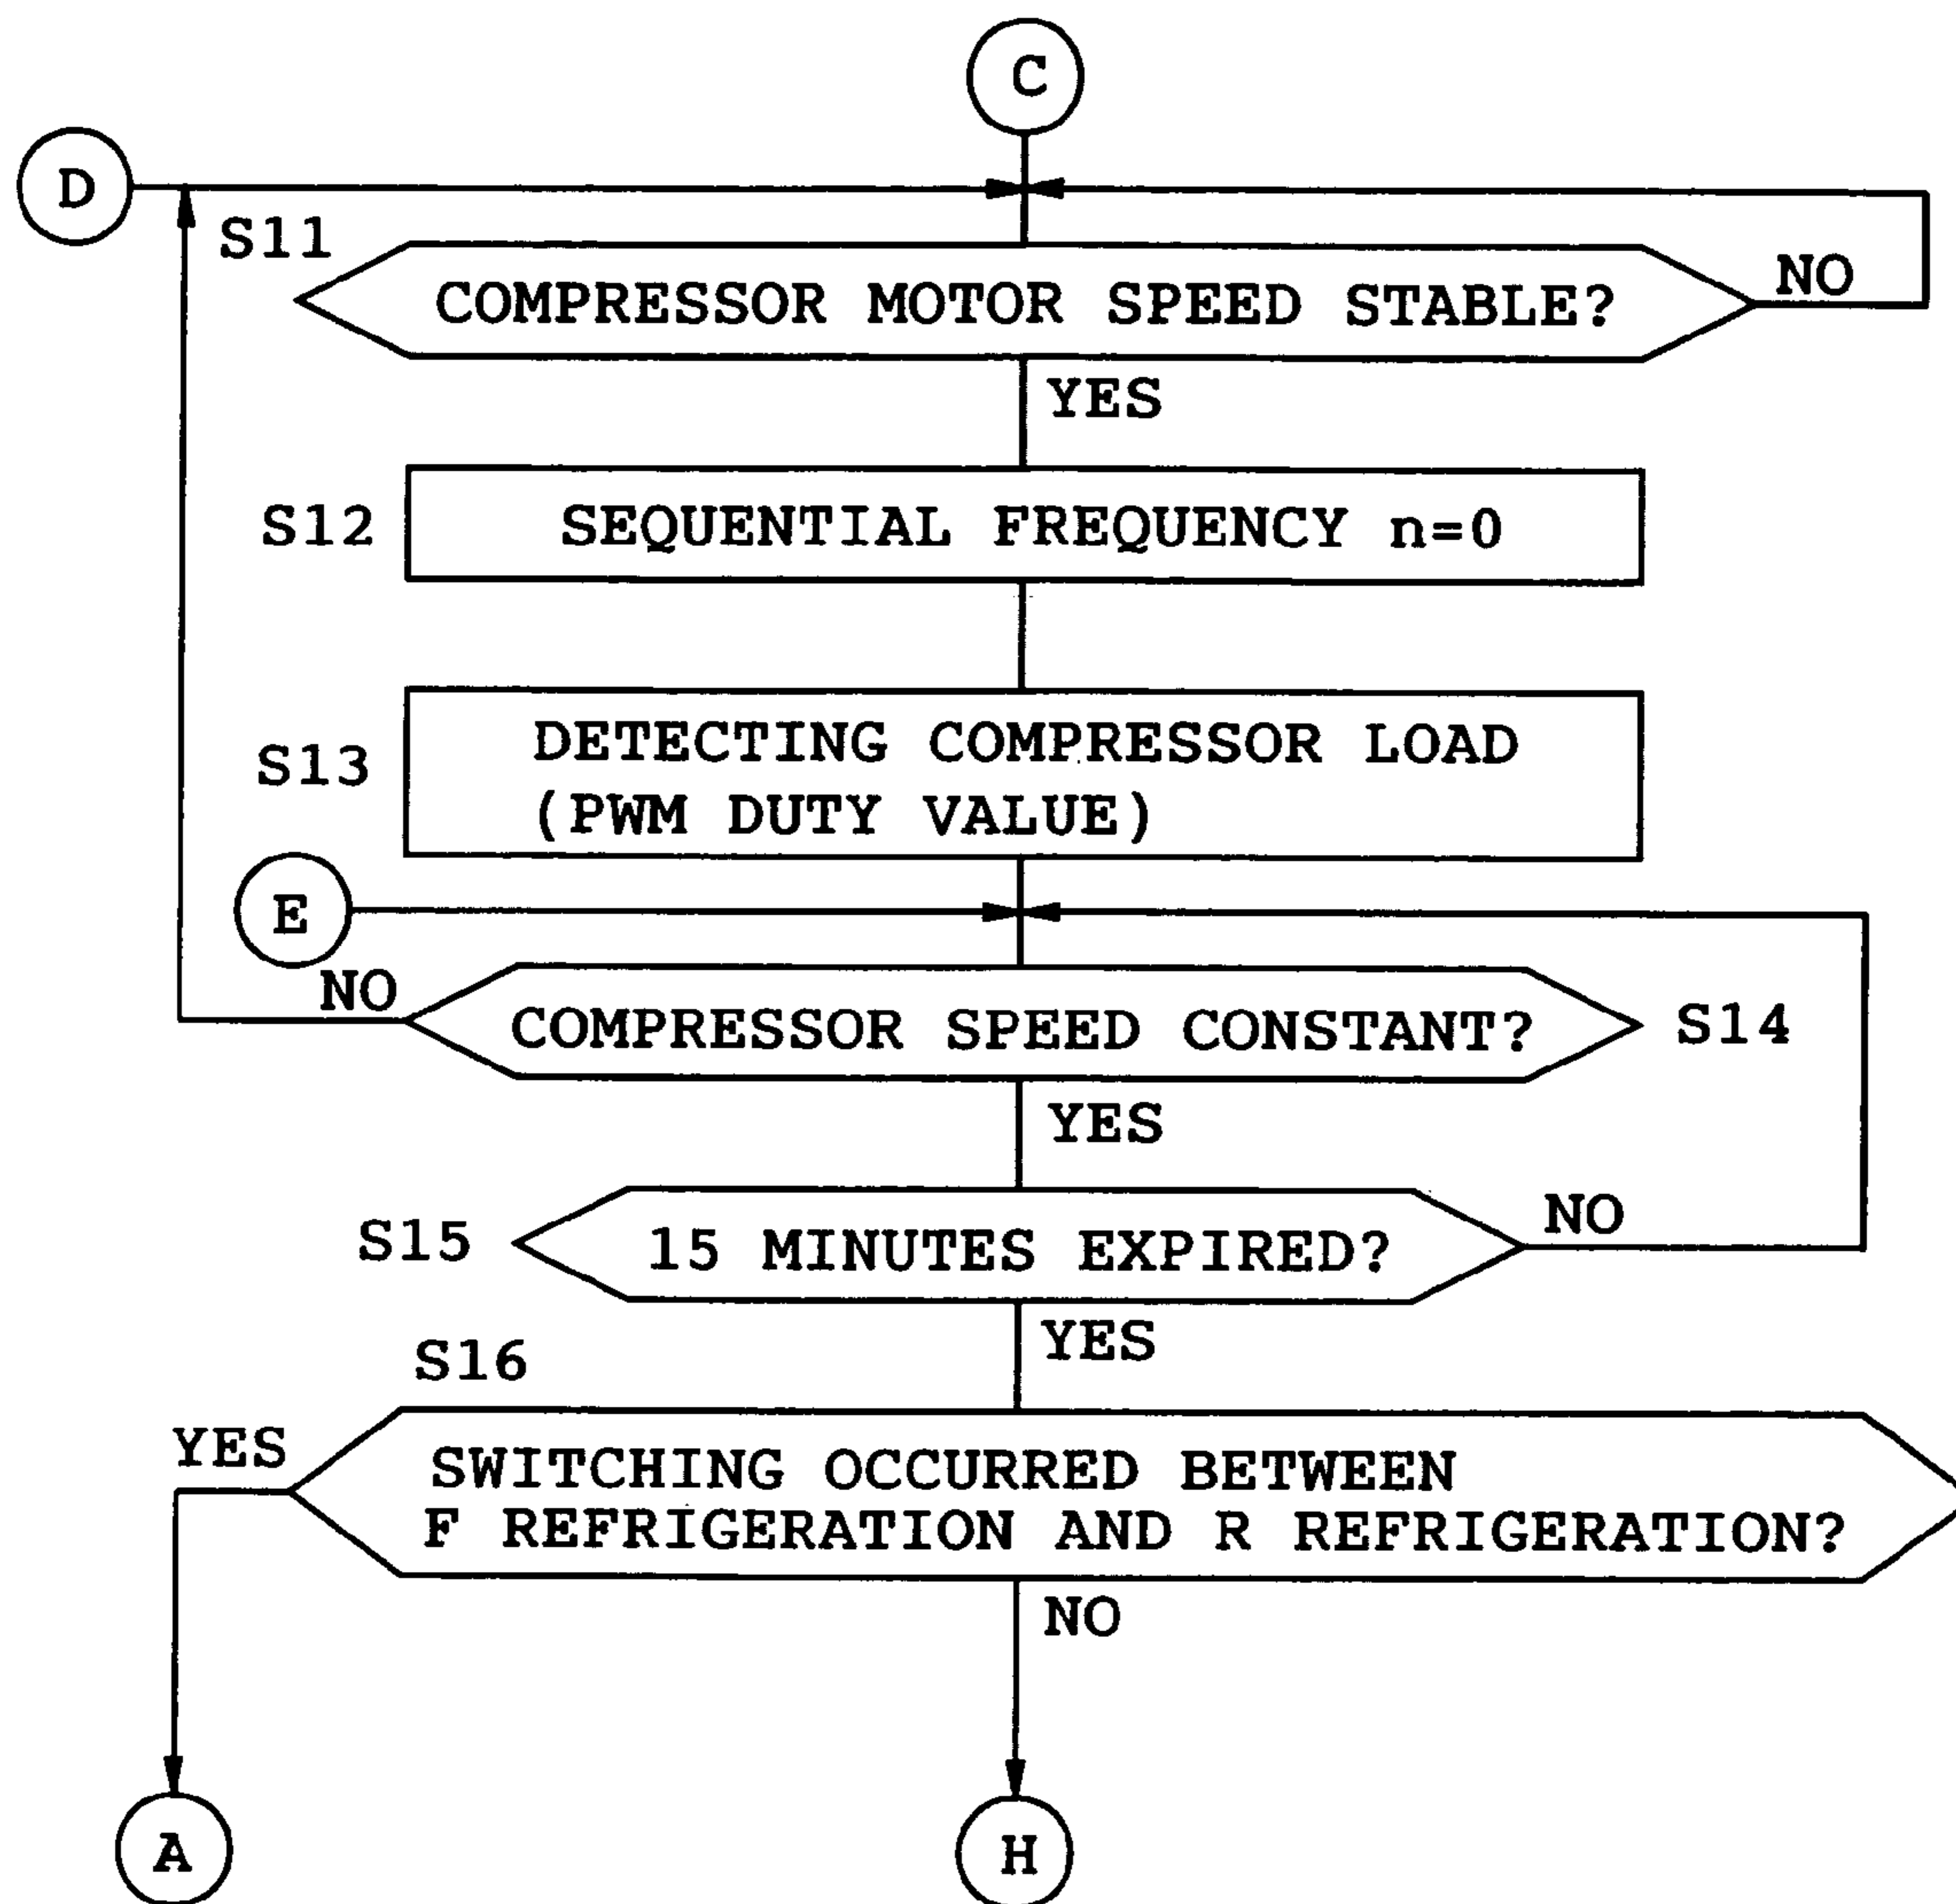 C
D
S11
COMPRESSOR MOTOR SPEED STABLE?
NO
YES
S12
SEQUENTIAL FREQUENCY n=0
S13
DETECTING COMPRESSOR LOAD
(PWM DUTY VALUE)
E
NO
COMPRESSOR SPEED CONSTANT?
S14
YES
S15
15 MINUTES EXPIRED?
NO
YES
S16
YES
SWITCHING OCCURRED BETWEEN
F REFRIGERATION AND R REFRIGERATION?
NO
A
H